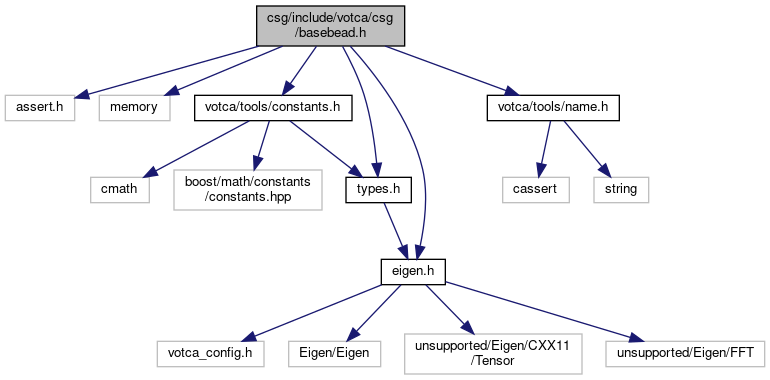 csg/include/votca/csg
/basebead.h
assert.h
memory
votca/tools/constants.h
votca/tools/name.h
cmath
boost/math/constants
/constants.hpp
types.h
cassert
string
eigen.h
votca_config.h
Eigen/Eigen
unsupported/Eigen/CXX11
/Tensor
unsupported/Eigen/FFT